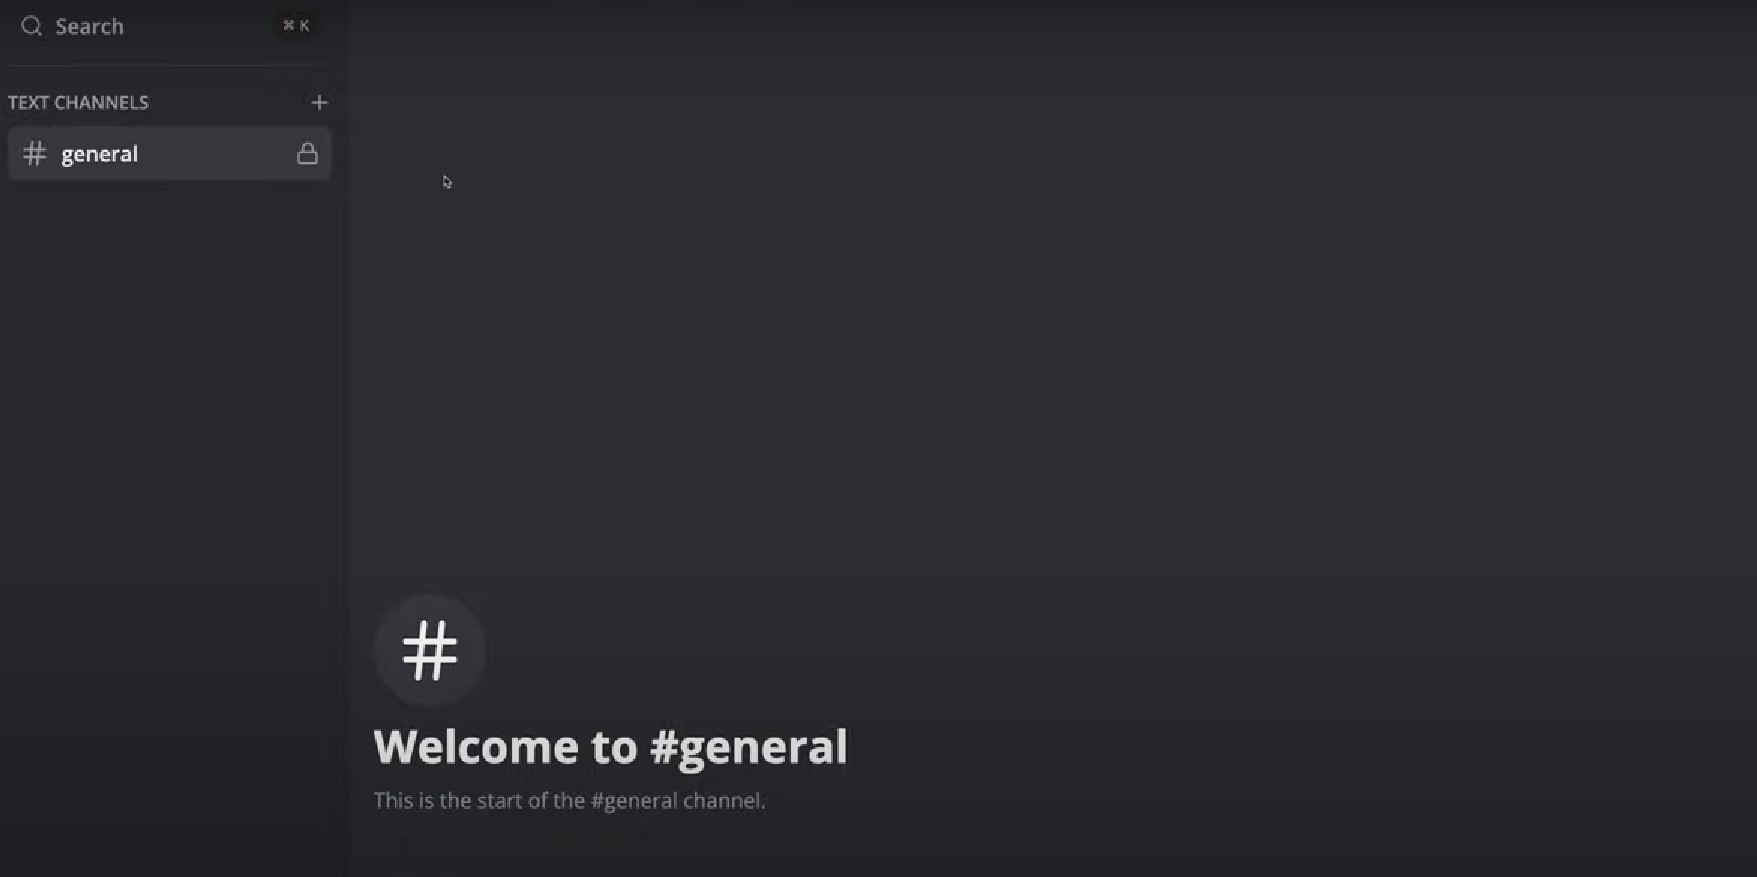 Search ⌘ K
TEXT CHANNELS +
# general
#
Welcome to #general
This is the start of the #general channel.